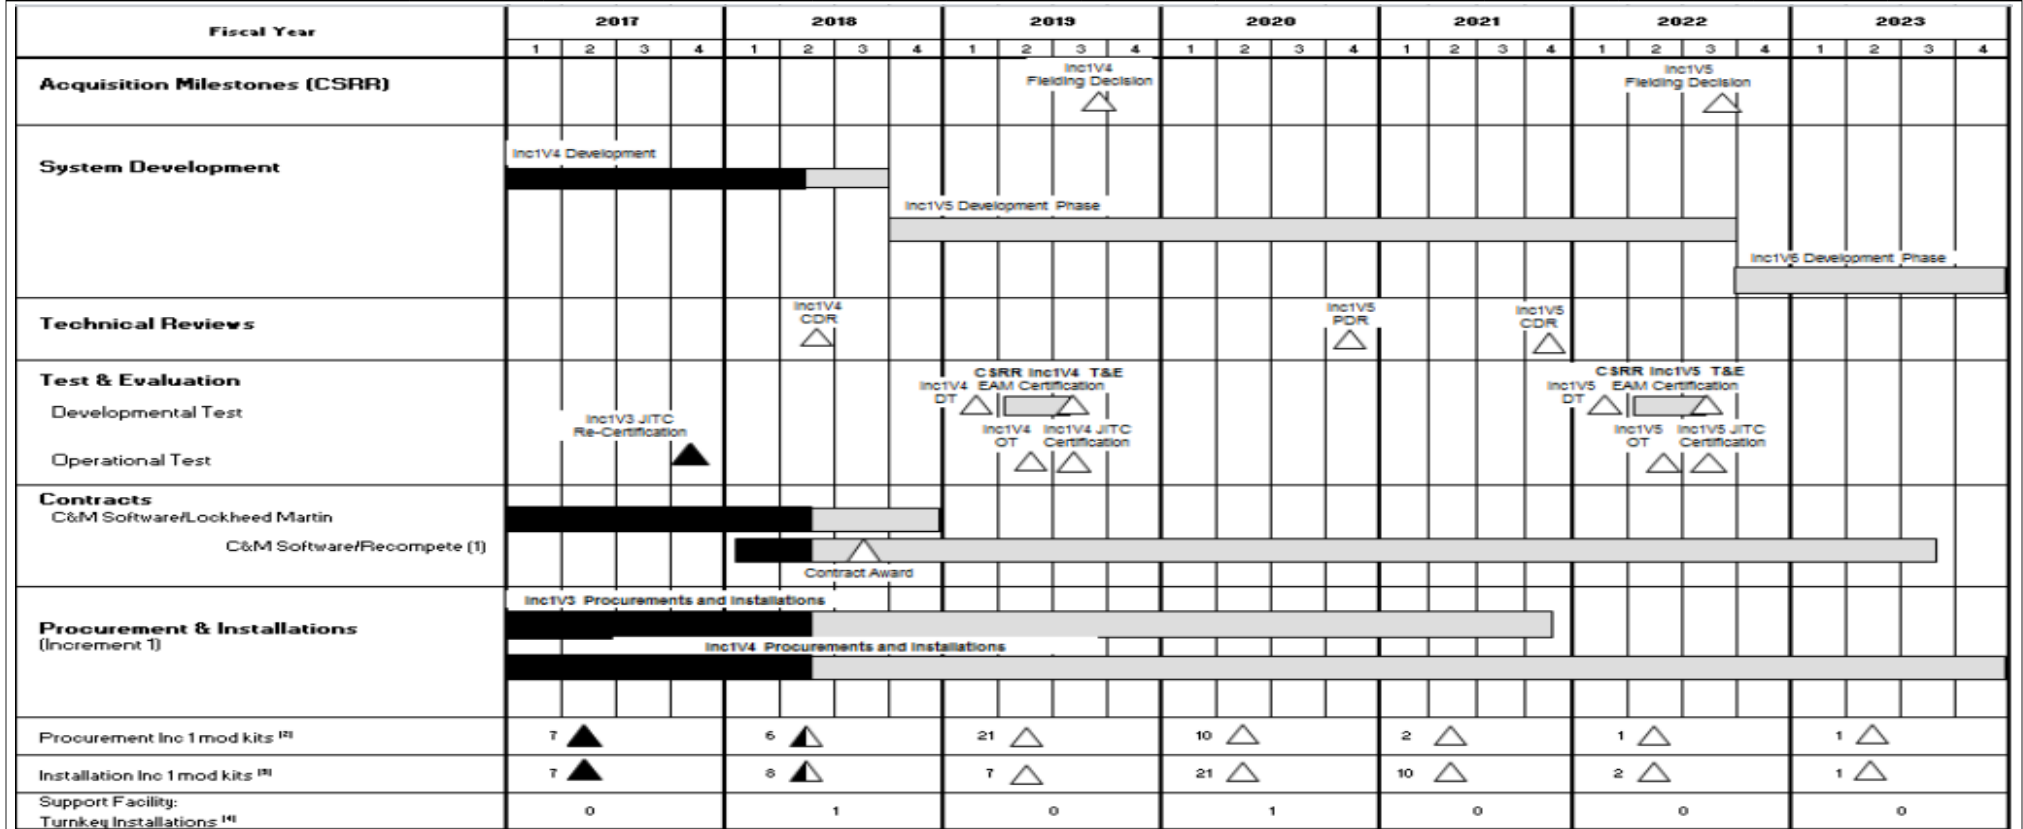 Fiscal Year
2017 2018 2019 2020 2021 2022 2023
1 2 3 4 1 2 3 4 1 2 3 4 1 2 3 4 1 2 3 4 1 2 3 4 1 2 3 4
Acquisition Milestones (CSRR)
Inc1V4
Fielding Decision
Inc1V5
Fielding Decision
System Development
Inc1V4 Development
Inc1V5 Development Phase
Inc1V6 Development Phase
Technical Reviews
Inc1V4
CDR
Inc1V5
PDR
Inc1V5
CDR
Test & Evaluation
Developmental Test
Operational Test
Inc1V3 JITC
Re-Certification
CSRR Inc1V4 T&E
Inc1V4 EAM Certification
DT
Inc1V4 Inc1V4 JITC
OT Certification
CSRR Inc1V5 T&E
Inc1V5 EAM Certification
DT
Inc1V5 Inc1V5 JITC
OT Certification
Contracts
C&M Software/Lockheed Martin
C&M Software/Recompete (1)
Contract Award
Procurement & Installations
(Increment 1)
Inc1V3 Procurements and Installations
Inc1V4 Procurements and Installations
Procurement Inc 1 mod kits [2] 7 6 21 10 2 1 1
Installation Inc 1 mod kits [3] 7 8 7 21 10 2 1
Support Facility:
Turnkey Installations [4] 0 1 0 1 0 0 0